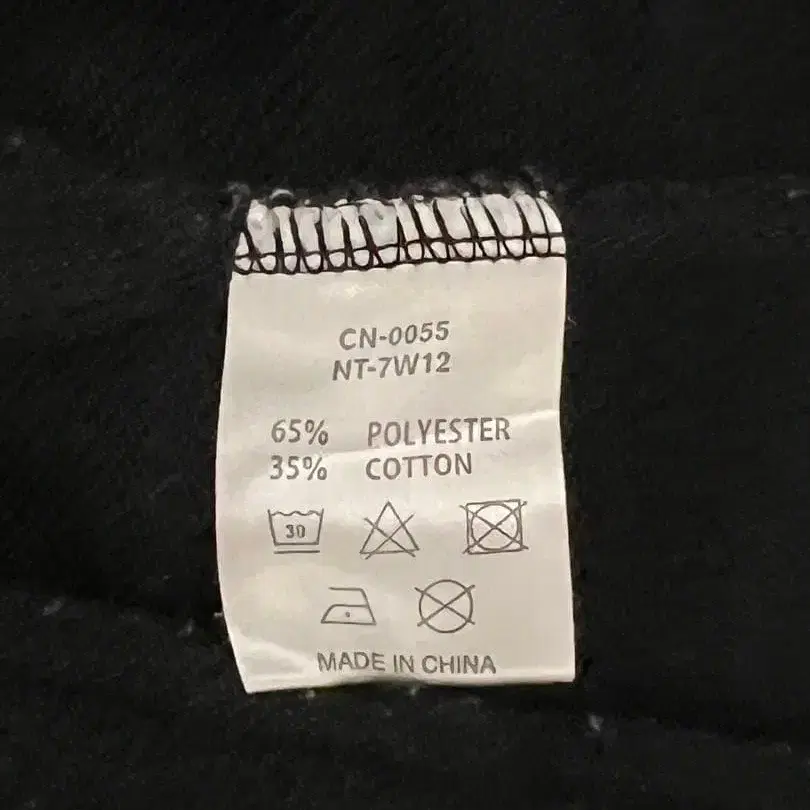 CN-0055
NT-7W12
65% POLYESTER
35% COTTON
30
MADE IN CHINA